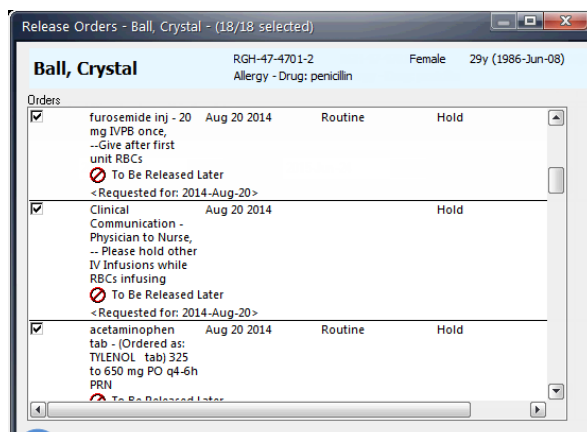 Release Orders - Ball, Crystal - (18/18 selected)
Ball, Crystal
RGH-47-4701-2 Female 29y (1986-Jun-08)
Allergy - Drug: penicillin
Orders
furosemide inj - 20 Aug 20 2014 Routine Hold
mg IVPB once,
--Give after first
unit RBCs
To Be Released Later
<Requested for: 2014-Aug-20>
Clinical Aug 20 2014 Hold
Communication -
Physician to Nurse,
-- Please hold other
IV Infusions while
RBCs infusing
To Be Released Later
<Requested for: 2014-Aug-20>
acetaminophen Aug 20 2014 Routine Hold
tab - (Ordered as:
TYLENOL tab) 325
to 650 mg PO q4-6h
PRN
To Be Released Later